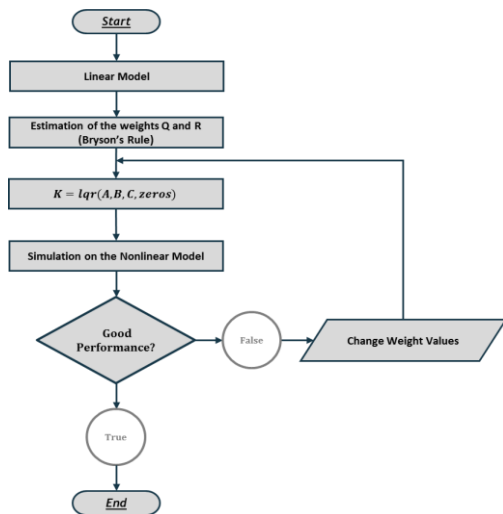 Start
Linear Model
Estimation of the weights Q and R
(Bryson's Rule)
K = lqr(A, B, C, zeros)
Simulation on the Nonlinear Model
Good
Performance?
False
Change Weight Values
True
End